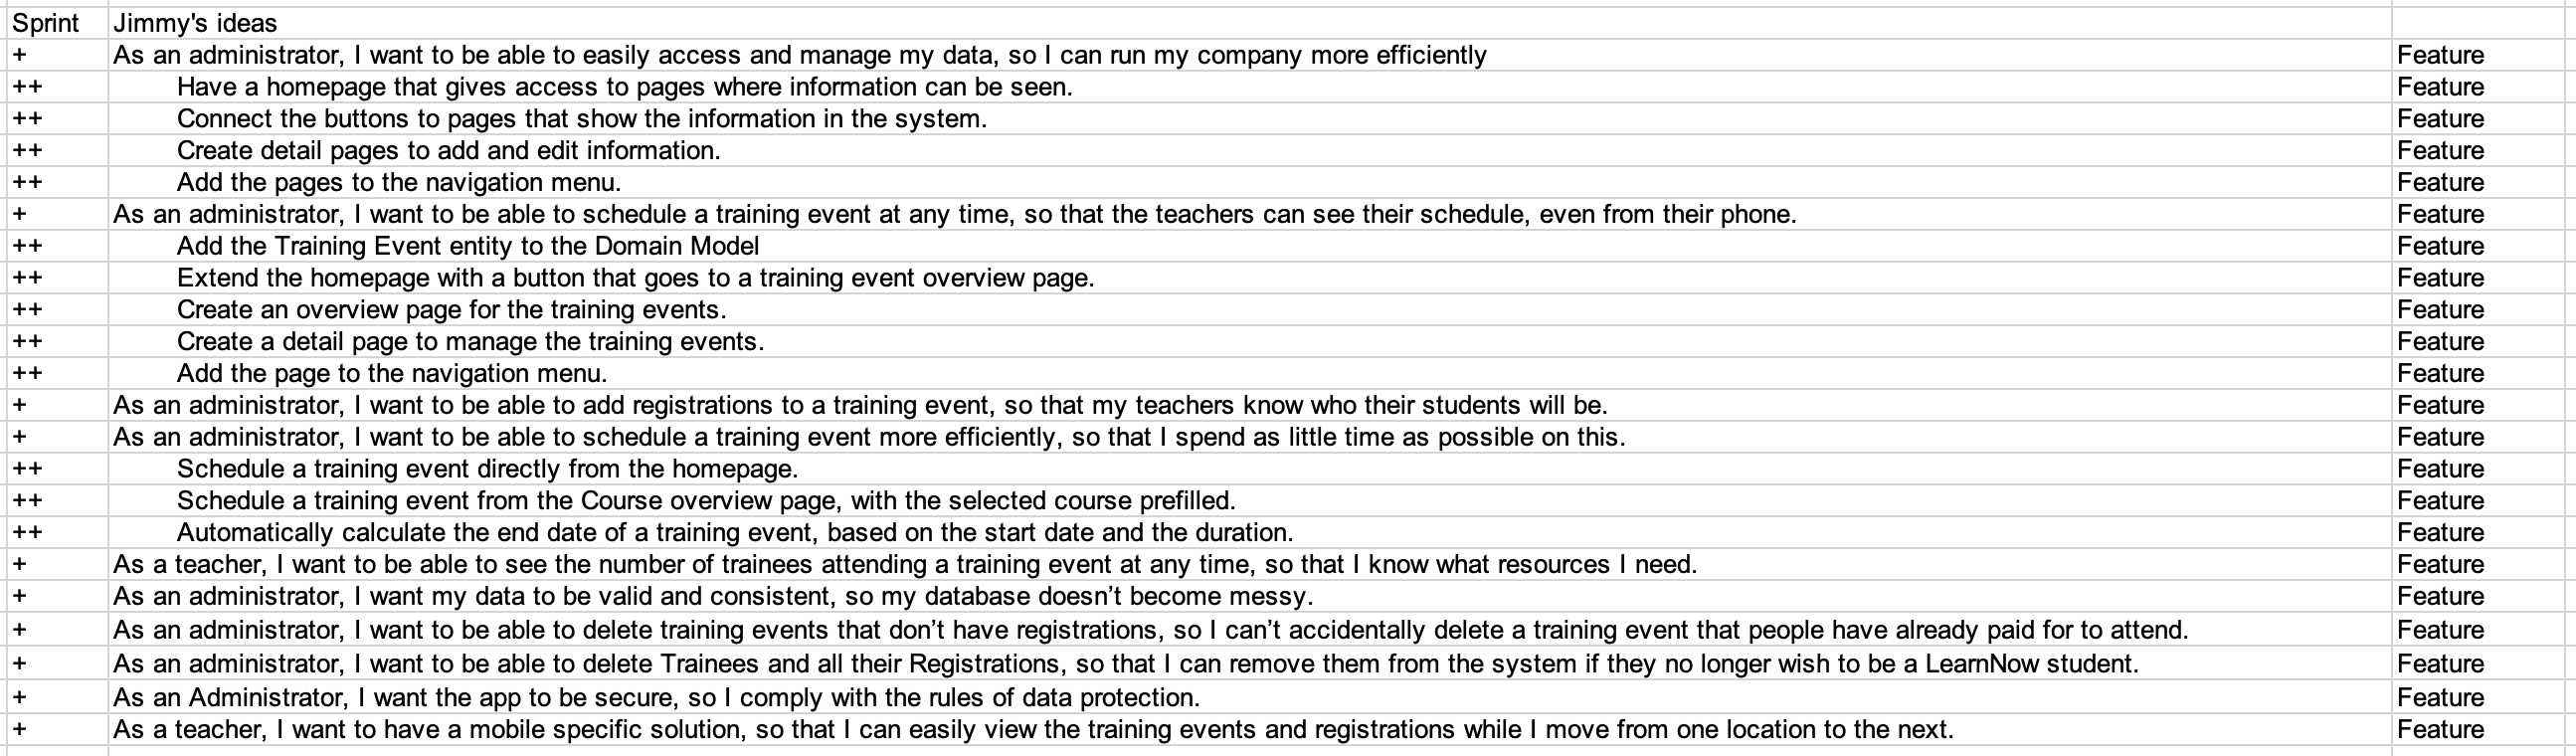 Sprint Jimmy's ideas
+ As an administrator, I want to be able to easily access and manage my data, so I can run my company more efficiently Feature
++ Have a homepage that gives access to pages where information can be seen. Feature
++ Connect the buttons to pages that show the information in the system. Feature
++ Create detail pages to add and edit information. Feature
++ Add the pages to the navigation menu. Feature
+ As an administrator, I want to be able to schedule a training event at any time, so that the teachers can see their schedule, even from their phone. Feature
++ Add the Training Event entity to the Domain Model Feature
++ Extend the homepage with a button that goes to a training event overview page. Feature
++ Create an overview page for the training events. Feature
++ Create a detail page to manage the training events. Feature
++ Add the page to the navigation menu. Feature
+ As an administrator, I want to be able to add registrations to a training event, so that my teachers know who their students will be. Feature
+ As an administrator, I want to be able to schedule a training event more efficiently, so that I spend as little time as possible on this. Feature
++ Schedule a training event directly from the homepage. Feature
++ Schedule a training event from the Course overview page, with the selected course prefilled. Feature
++ Automatically calculate the end date of a training event, based on the start date and the duration. Feature
+ As a teacher, I want to be able to see the number of trainees attending a training event at any time, so that I know what resources I need. Feature
+ As an administrator, I want my data to be valid and consistent, so my database doesn’t become messy. Feature
+ As an administrator, I want to be able to delete training events that don’t have registrations, so I can’t accidentally delete a training event that people have already paid for to attend. Feature
+ As an administrator, I want to be able to delete Trainees and all their Registrations, so that I can remove them from the system if they no longer wish to be a LearnNow student. Feature
+ As an Administrator, I want the app to be secure, so I comply with the rules of data protection. Feature
+ As a teacher, I want to have a mobile specific solution, so that I can easily view the training events and registrations while I move from one location to the next. Feature